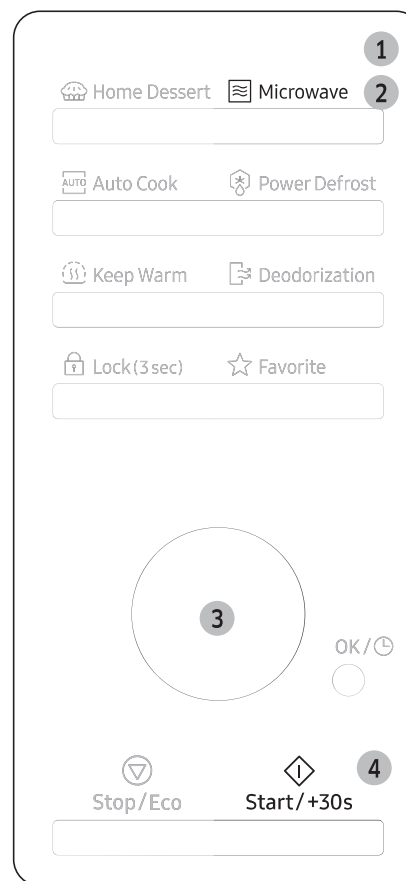 1
Home Dessert Microwave 2
AUTO Auto Cook Power Defrost
Keep Warm Deodorization
Lock (3 sec) Favorite
3
OK /
4
Stop/Eco Start/+30s